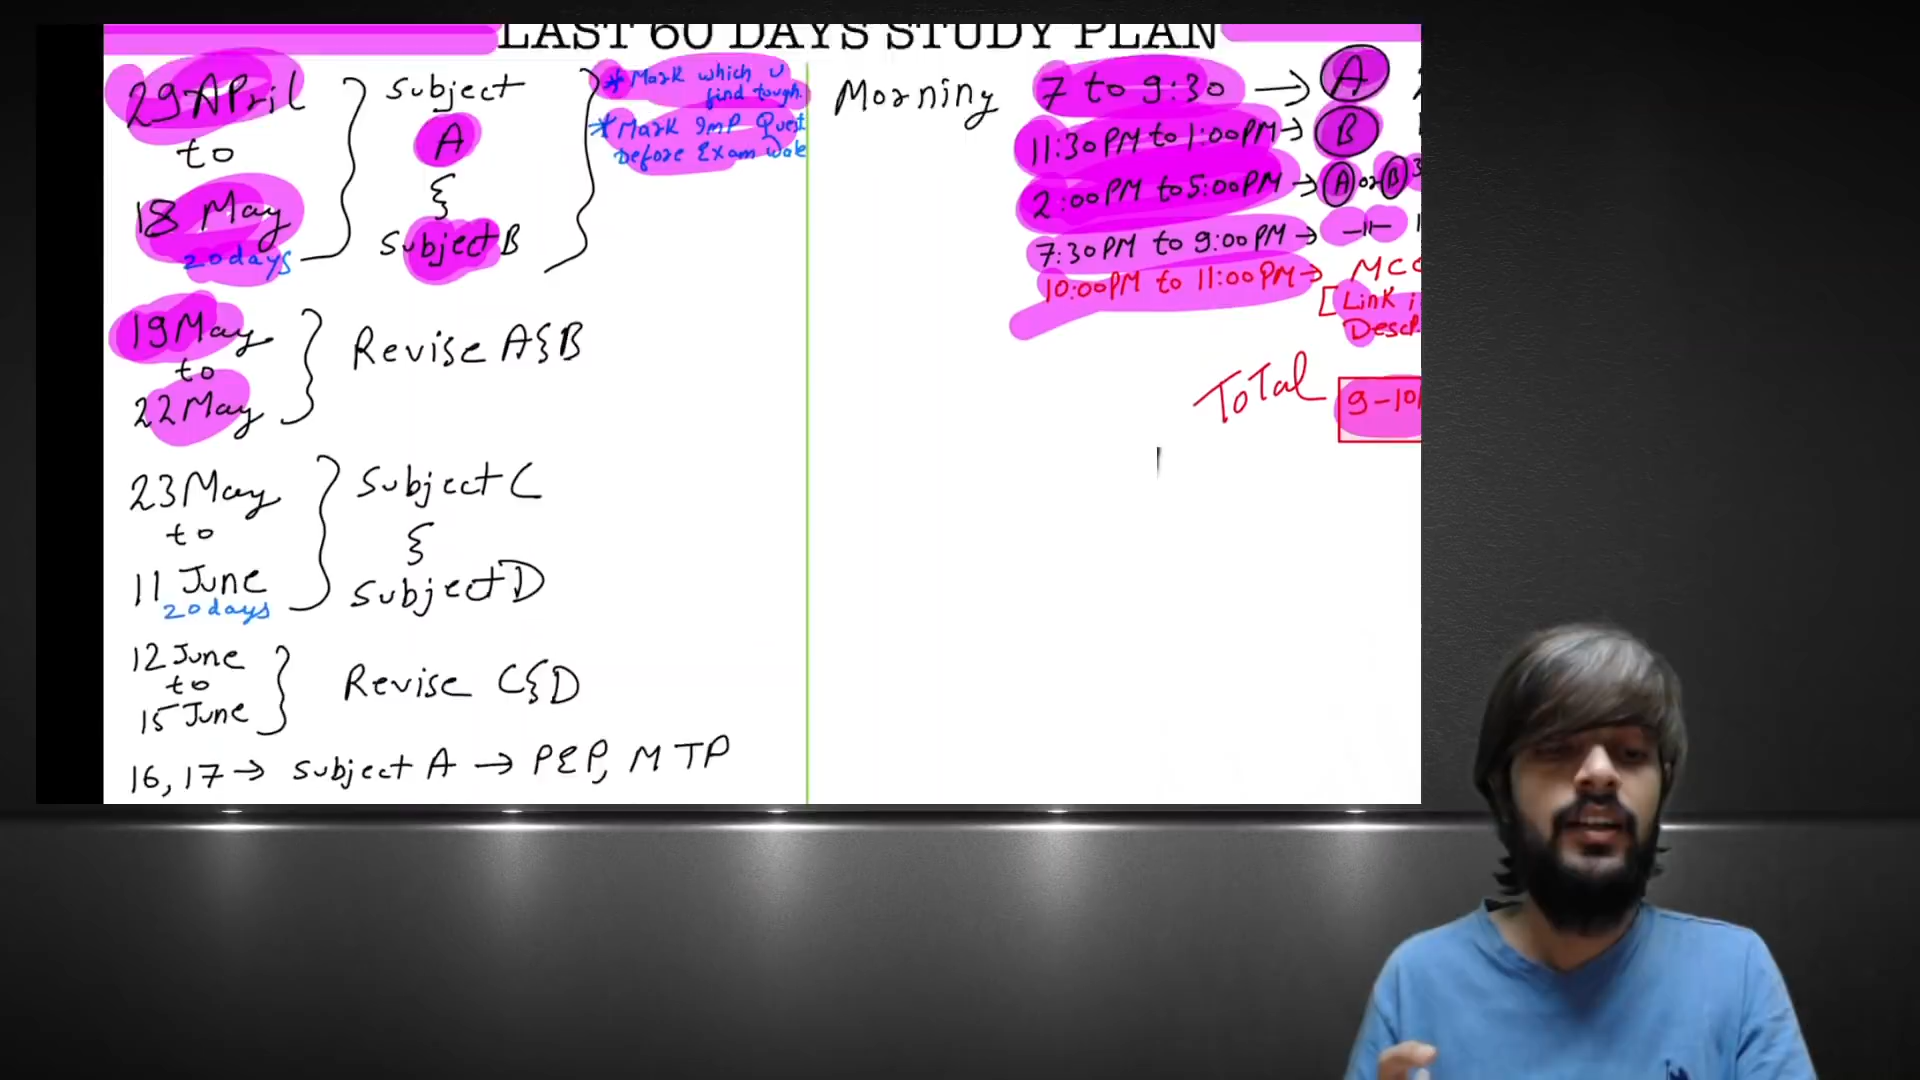 LAST 60 DAYS STUDY PLAN
29 April
to
18 May
20 days
Subject
A
&
Subject B
* Mark which u
find tough.
* Mark Imp Quest
before Exam
19 May
to
22 May
Revise A & B
23 May
to
11 June
20 days
Subject C
&
Subject D
12 June
to
15 June
Revise C & D
16, 17 → Subject A → PEP, MTP
Morning 7 to 9:30 → A
11:30 PM to 1:00 PM → B
2:00 PM to 5:00 PM → A or B
7:30 PM to 9:00 PM → -11-
10:00 PM to 11:00 PM →
[Link
Total 9-10